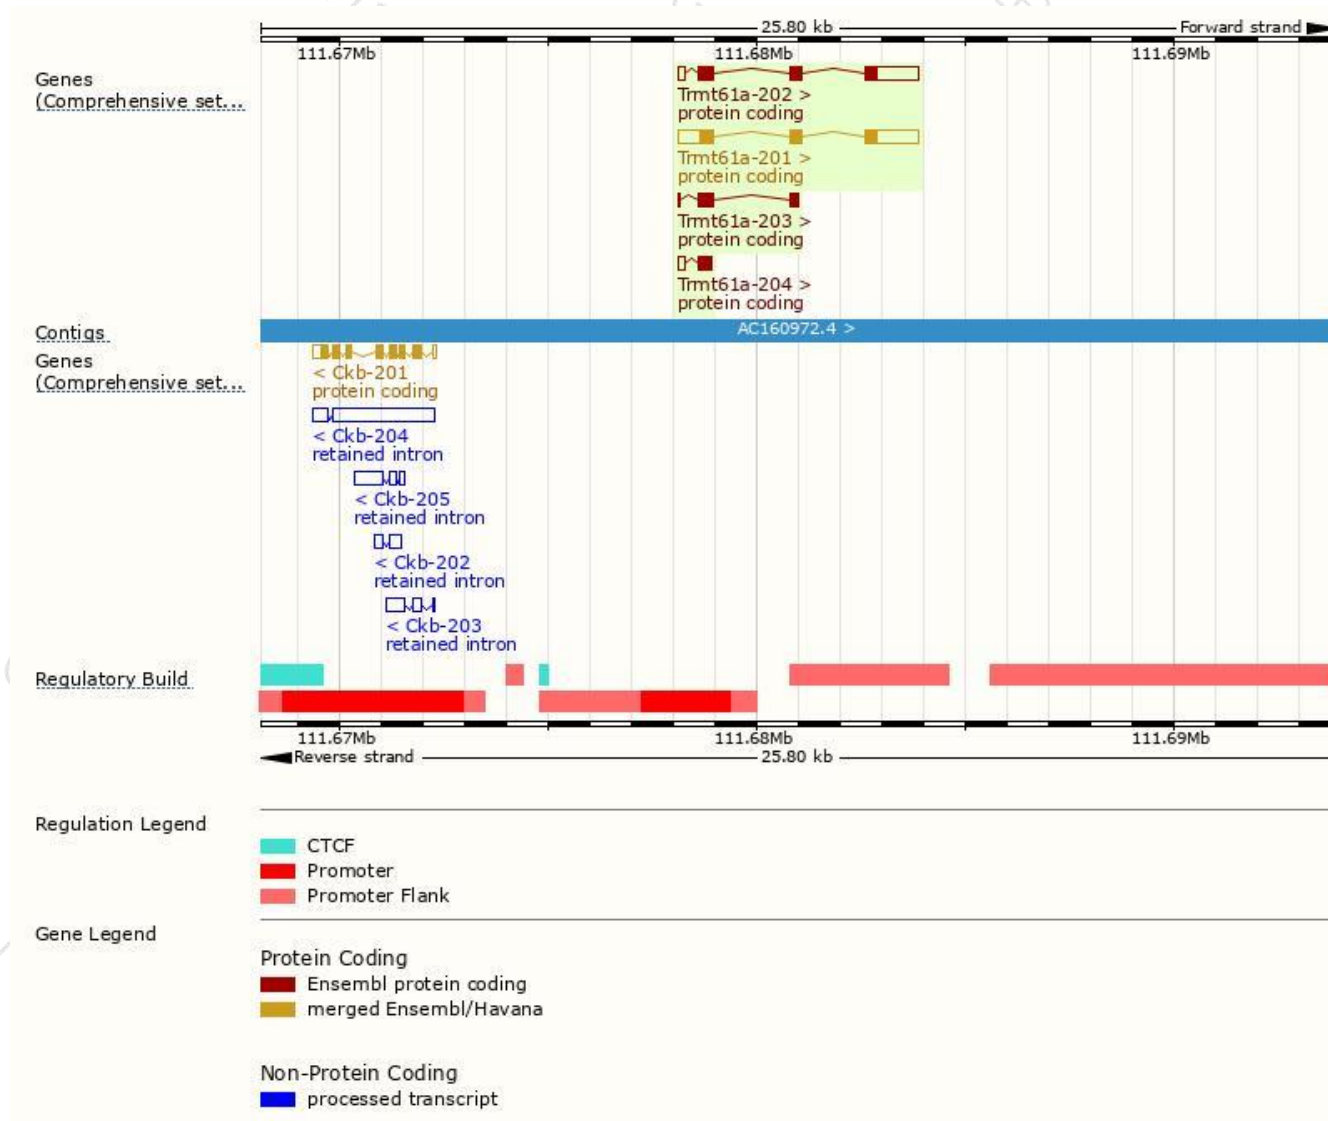 25.80 kb Forward strand
111.67Mb 111.68Mb 111.69Mb
Genes
(Comprehensive set...
Trmt61a-202 >
protein coding
Trmt61a-201 >
protein coding
Trmt61a-203 >
protein coding
Trmt61a-204 >
protein coding
Contigs AC160972.4 >
Genes
(Comprehensive set...
< Ckb-201
protein coding
< Ckb-204
retained intron
< Ckb-205
retained intron
< Ckb-202
retained intron
< Ckb-203
retained intron
Regulatory Build
111.67Mb 111.68Mb 111.69Mb
Reverse strand 25.80 kb
Regulation Legend
CTCF
Promoter
Promoter Flank
Gene Legend
Protein Coding
Ensembl protein coding
merged Ensembl/Havana
Non-Protein Coding
processed transcript